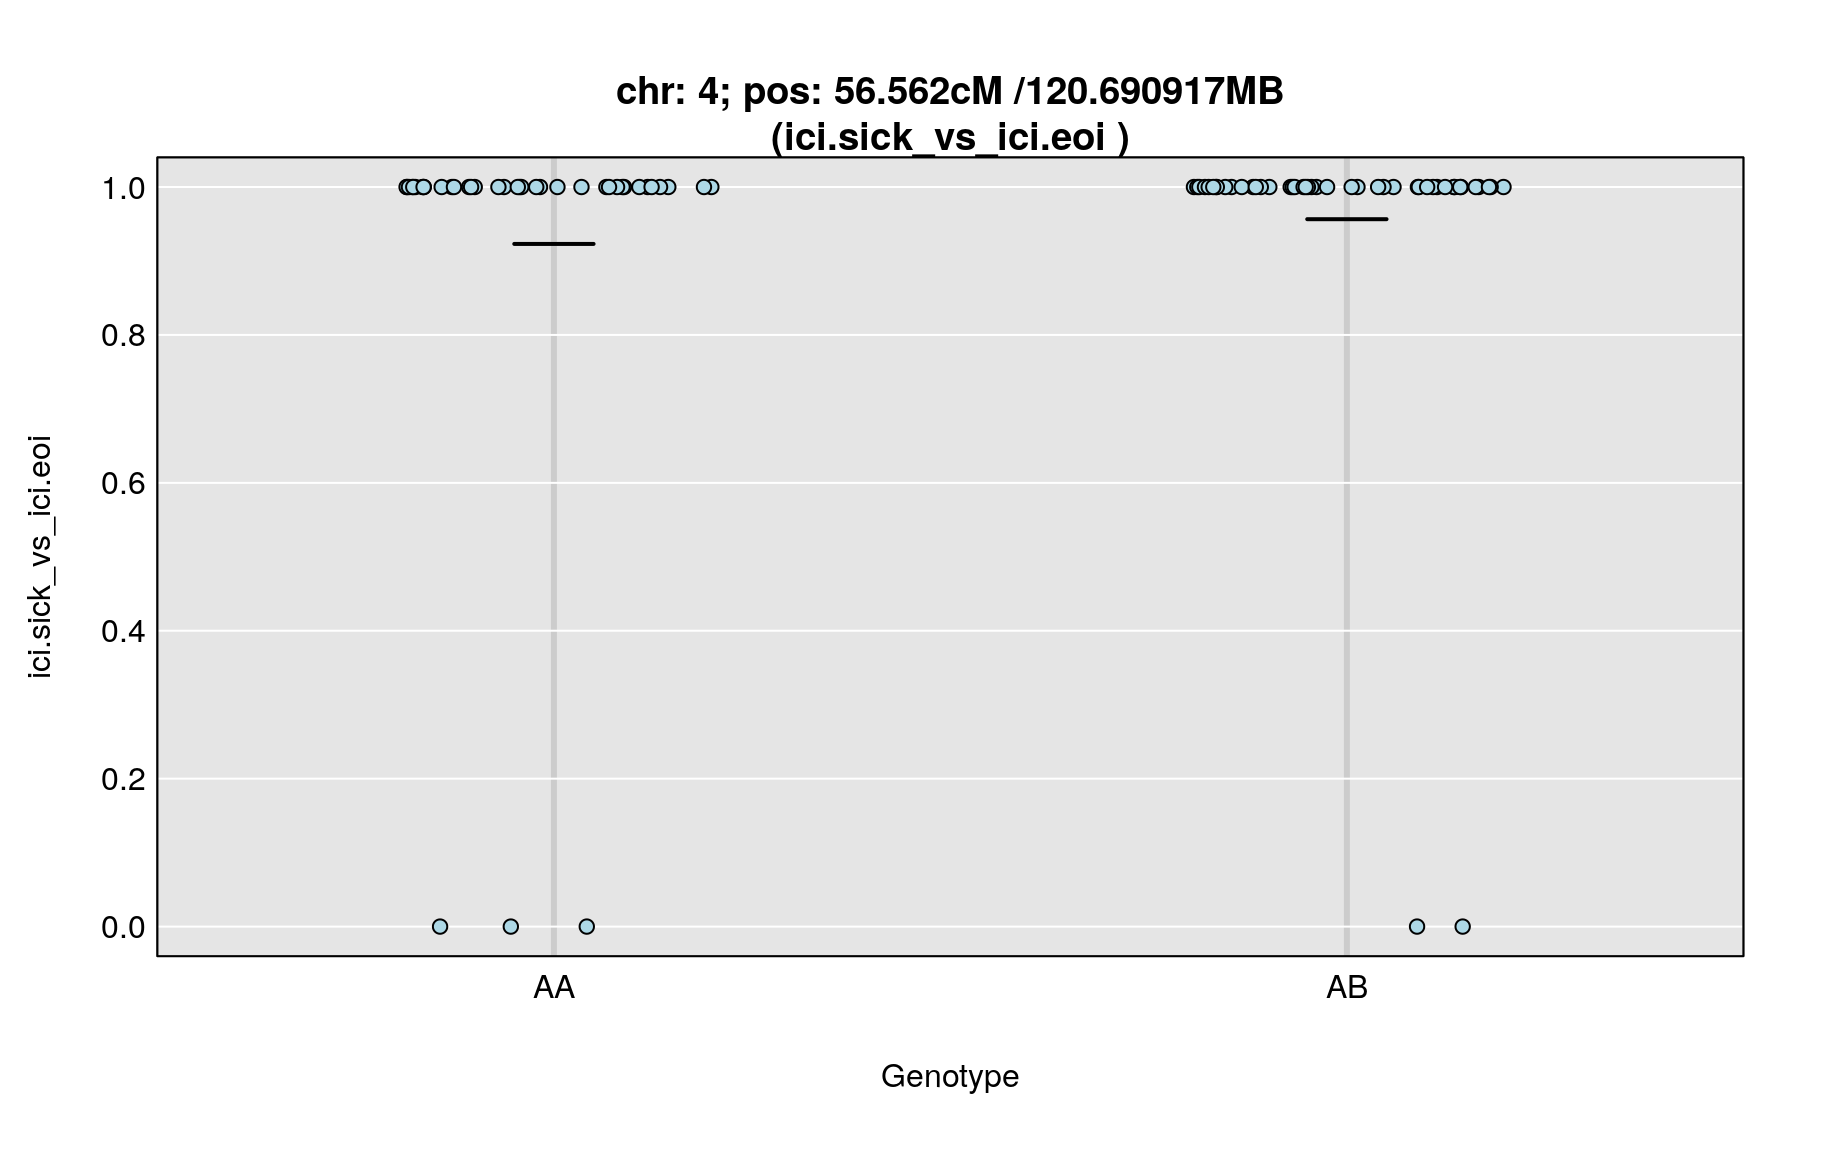 chr: 4; pos: 56.562cM /120.690917MB
(ici.sick_vs_ici.eoi )
ici.sick_vs_ici.eoi
1.0
0.8
0.6
0.4
0.2
0.0
AA AB
Genotype